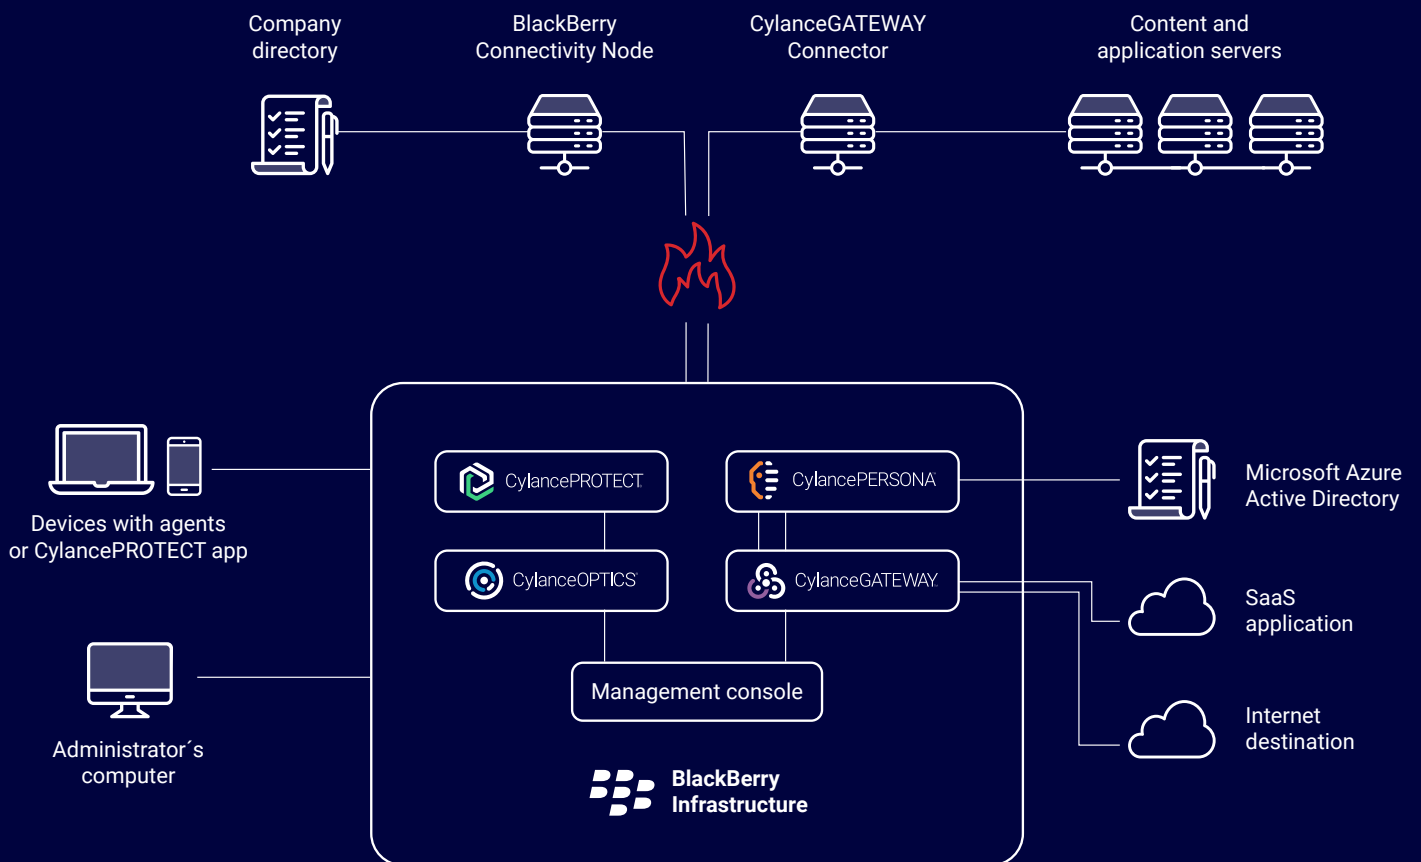 Company
directory
BlackBerry
Connectivity Node
CylanceGATEWAY
Connector
Content and
application servers
Devices with agents
or CylancePROTECT app
CylancePROTECT
CylancePERSONA
Microsoft Azure
Active Directory
CylanceOPTICS
CylanceGATEWAY
SaaS
application
Management console
Administrator´s
computer
Internet
destination
BlackBerry
Infrastructure